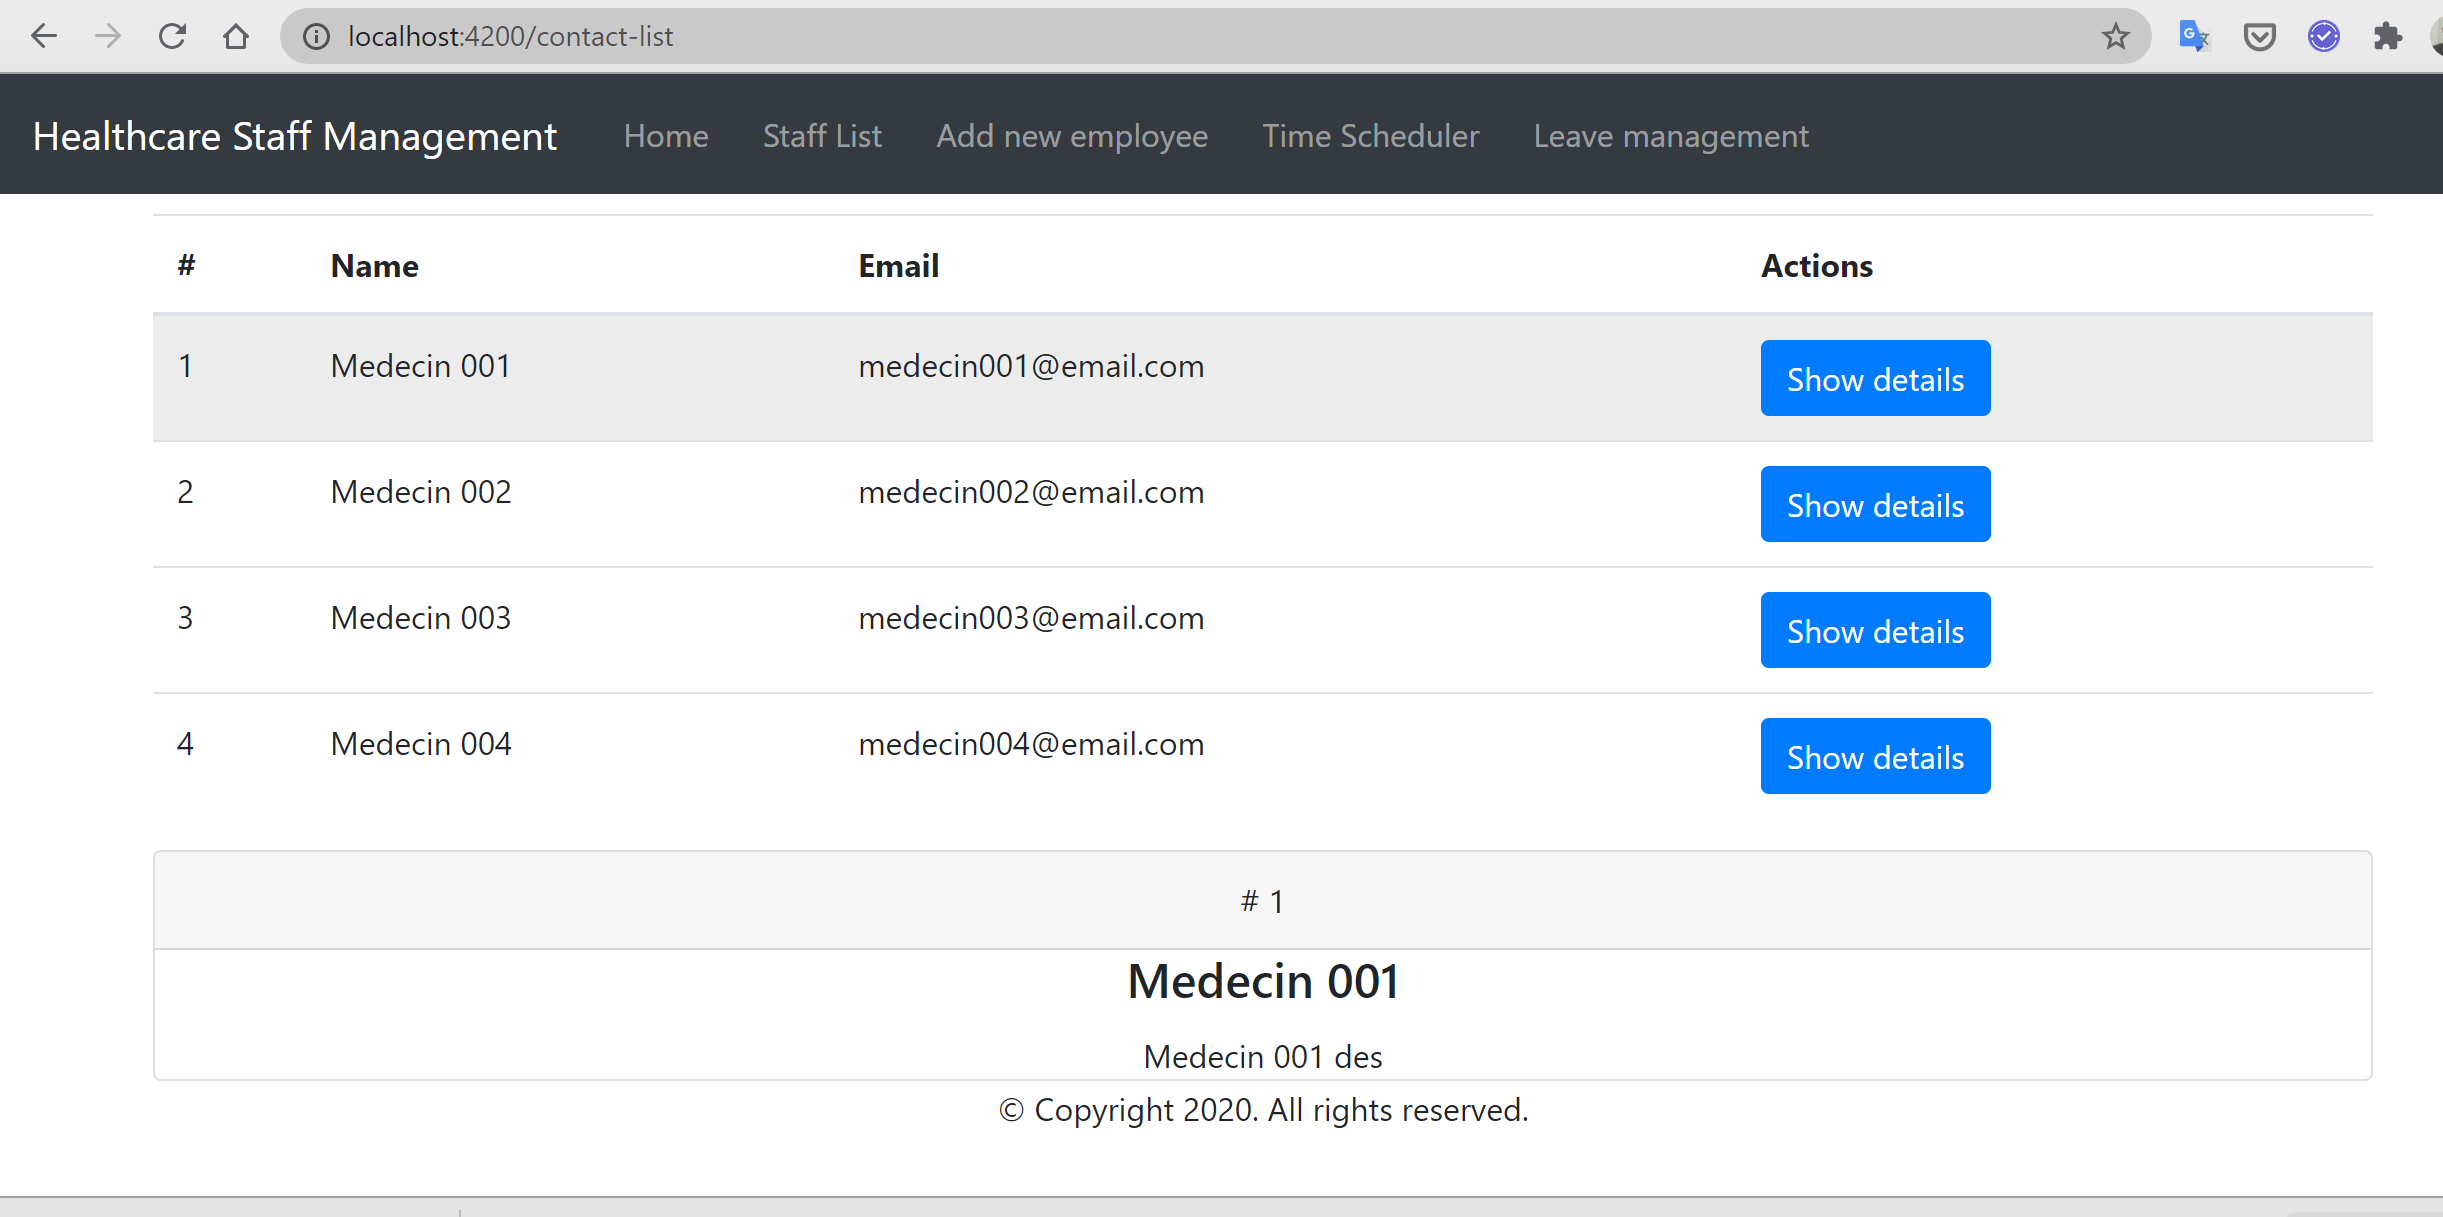 localhost:4200/contact-list
Healthcare Staff Management Home Staff List Add new employee Time Scheduler Leave management
# Name Email Actions
1 Medecin 001 medecin001@email.com Show details
2 Medecin 002 medecin002@email.com Show details
3 Medecin 003 medecin003@email.com Show details
4 Medecin 004 medecin004@email.com Show details
# 1
Medecin 001
Medecin 001 des
© Copyright 2020. All rights reserved.